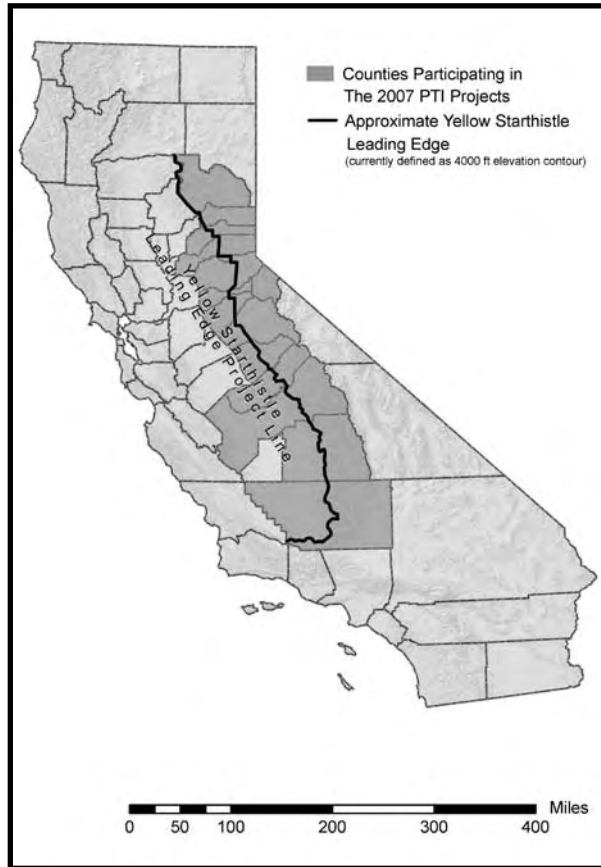 Counties Participating in
The 2007 PTI Projects
Approximate Yellow Starthistle
Leading Edge
(currently defined as 4000 ft elevation contour)
Yellow Starthistle
Leading Edge Project Line
Miles
0 50 100 200 300 400